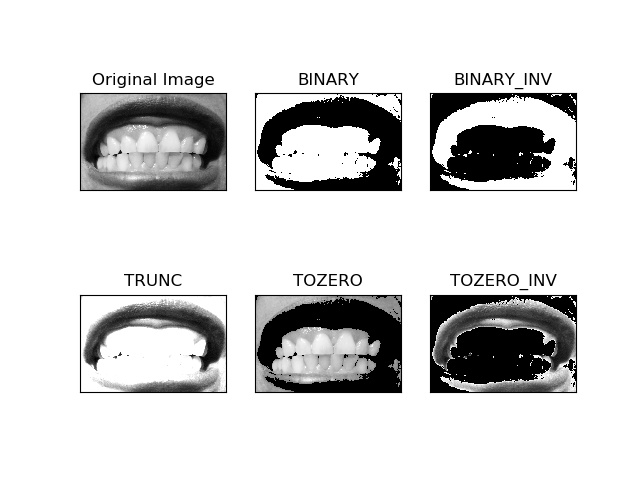 Original Image
BINARY
BINARY_INV
TRUNC
TOZERO
TOZERO_INV